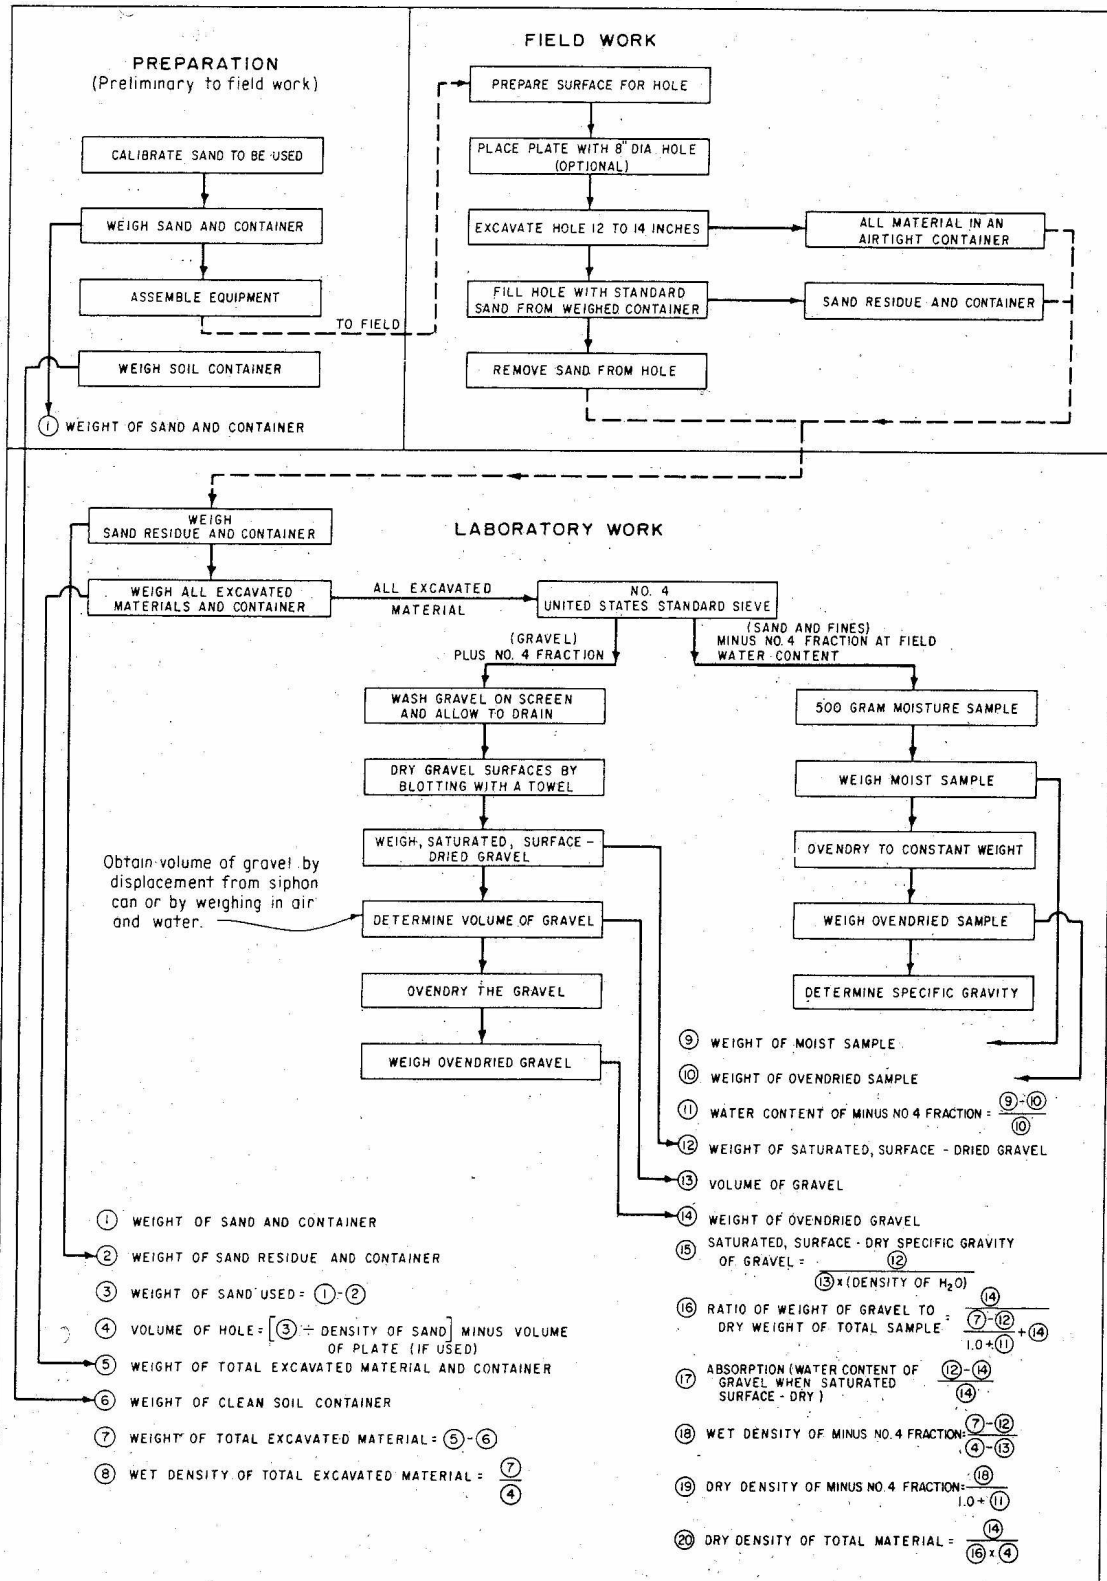 PREPARATION
(Preliminary to field work)
CALIBRATE SAND TO BE USED
WEIGH SAND AND CONTAINER
ASSEMBLE EQUIPMENT
TO FIELD
WEIGH SOIL CONTAINER
① WEIGHT OF SAND AND CONTAINER
FIELD WORK
PREPARE SURFACE FOR HOLE
PLACE PLATE WITH 8" DIA. HOLE
(OPTIONAL)
EXCAVATE HOLE 12 TO 14 INCHES
ALL MATERIAL IN AN
AIRTIGHT CONTAINER
FILL HOLE WITH STANDARD
SAND FROM WEIGHED CONTAINER
SAND RESIDUE AND CONTAINER
REMOVE SAND FROM HOLE
LABORATORY WORK
WEIGH
SAND RESIDUE AND CONTAINER
WEIGH ALL EXCAVATED
MATERIALS AND CONTAINER
ALL EXCAVATED
MATERIAL
NO. 4
UNITED STATES STANDARD SIEVE
(GRAVEL)
PLUS NO. 4 FRACTION
(SAND AND FINES)
MINUS NO. 4 FRACTION AT FIELD
WATER CONTENT
WASH GRAVEL ON SCREEN
AND ALLOW TO DRAIN
DRY GRAVEL SURFACES BY
BLOTTING WITH A TOWEL
WEIGH, SATURATED, SURFACE -
DRIED GRAVEL
Obtain volume of gravel by
displacement from siphon
can or by weighing in air
and water.
DETERMINE VOLUME OF GRAVEL
OVENDRY THE GRAVEL
WEIGH OVENDRIED GRAVEL
500 GRAM MOISTURE SAMPLE
WEIGH MOIST SAMPLE
OVENDRY TO CONSTANT WEIGHT
WEIGH OVENDRIED SAMPLE
DETERMINE SPECIFIC GRAVITY
① WEIGHT OF SAND AND CONTAINER
② WEIGHT OF SAND RESIDUE AND CONTAINER
③ WEIGHT OF SAND USED = ①-②
④ VOLUME OF HOLE = [③ ÷ DENSITY OF SAND] MINUS VOLUME
OF PLATE (IF USED)
⑤ WEIGHT OF TOTAL EXCAVATED MATERIAL AND CONTAINER
⑥ WEIGHT OF CLEAN SOIL CONTAINER
⑦ WEIGHT OF TOTAL EXCAVATED MATERIAL = ⑤-⑥
⑧ WET DENSITY OF TOTAL EXCAVATED MATERIAL = ⑦
④
⑨ WEIGHT OF MOIST SAMPLE
⑩ WEIGHT OF OVENDRIED SAMPLE
⑪ WATER CONTENT OF MINUS NO 4 FRACTION = ⑨-⑩
⑩
⑫ WEIGHT OF SATURATED, SURFACE - DRIED GRAVEL
⑬ VOLUME OF GRAVEL
⑭ WEIGHT OF OVENDRIED GRAVEL
⑮ SATURATED, SURFACE - DRY SPECIFIC GRAVITY
OF GRAVEL = ⑫
⑬ x (DENSITY OF H₂O)
⑯ RATIO OF WEIGHT OF GRAVEL TO = ⑭
DRY WEIGHT OF TOTAL SAMPLE ⑦-⑫ + ⑭
1.0 + ⑪
⑰ ABSORPTION (WATER CONTENT OF ⑫-⑭
GRAVEL WHEN SATURATED
SURFACE - DRY) ⑭
⑱ WET DENSITY OF MINUS NO. 4 FRACTION = ⑦-⑫
④-⑬
⑲ DRY DENSITY OF MINUS NO. 4 FRACTION = ⑱
1.0 + ⑪
⑳ DRY DENSITY OF TOTAL MATERIAL = ⑭
⑯ x ④